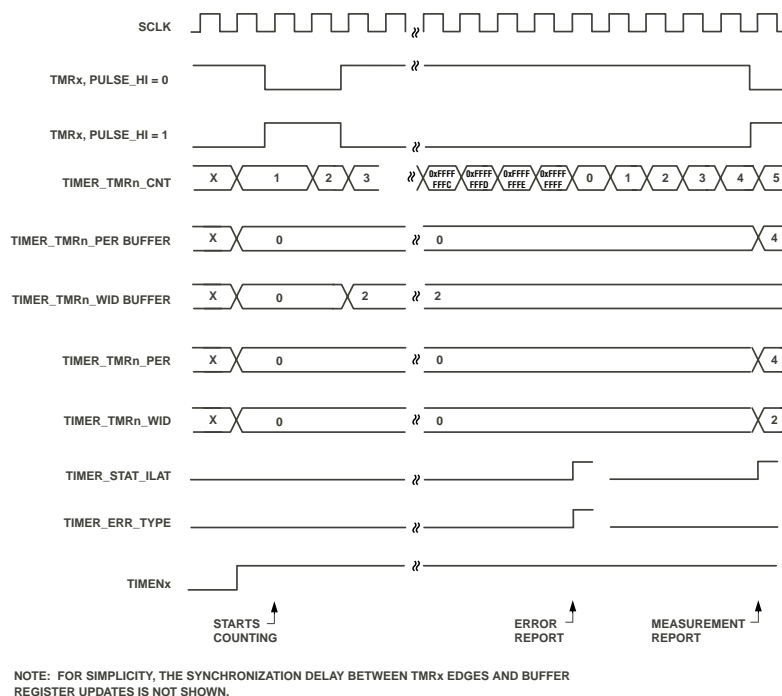 SCLK
TMRx, PULSE_HI = 0
TMRx, PULSE_HI = 1
TIMER_TMRn_CNT X 1 2 3 0xFFFF FFFC 0xFFFF FFFD 0xFFFF FFFE 0xFFFF FFFF 0 1 2 3 4 5
TIMER_TMRn_PER BUFFER X 0 0 4
TIMER_TMRn_WID BUFFER X 0 2 2
TIMER_TMRn_PER X 0 0 4
TIMER_TMRn_WID X 0 0 2
TIMER_STAT_ILAT
TIMER_ERR_TYPE
TIMENx
STARTS COUNTING
ERROR REPORT
MEASUREMENT REPORT
NOTE: FOR SIMPLICITY, THE SYNCHRONIZATION DELAY BETWEEN TMRx EDGES AND BUFFER
REGISTER UPDATES IS NOT SHOWN.